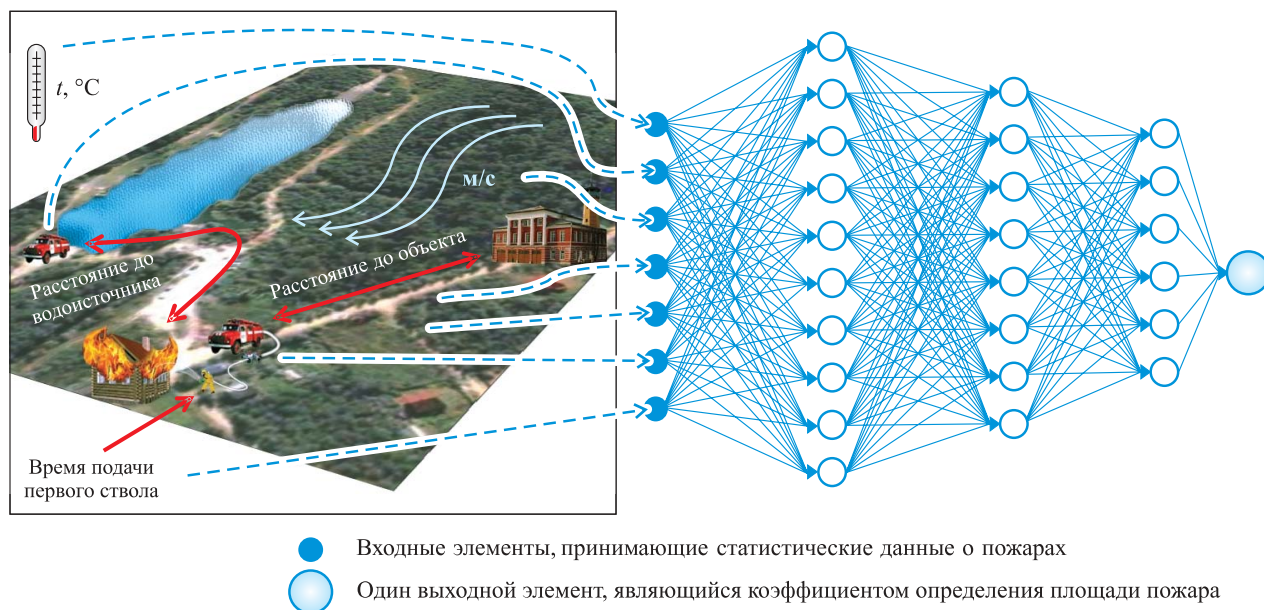 t, °C
м/с
Расстояние до объекта
Расстояние до
водоисточника
Время подачи
первого ствола
Входные элементы, принимающие статистические данные о пожарах
Один выходной элемент, являющийся коэффициентом определения площади пожара